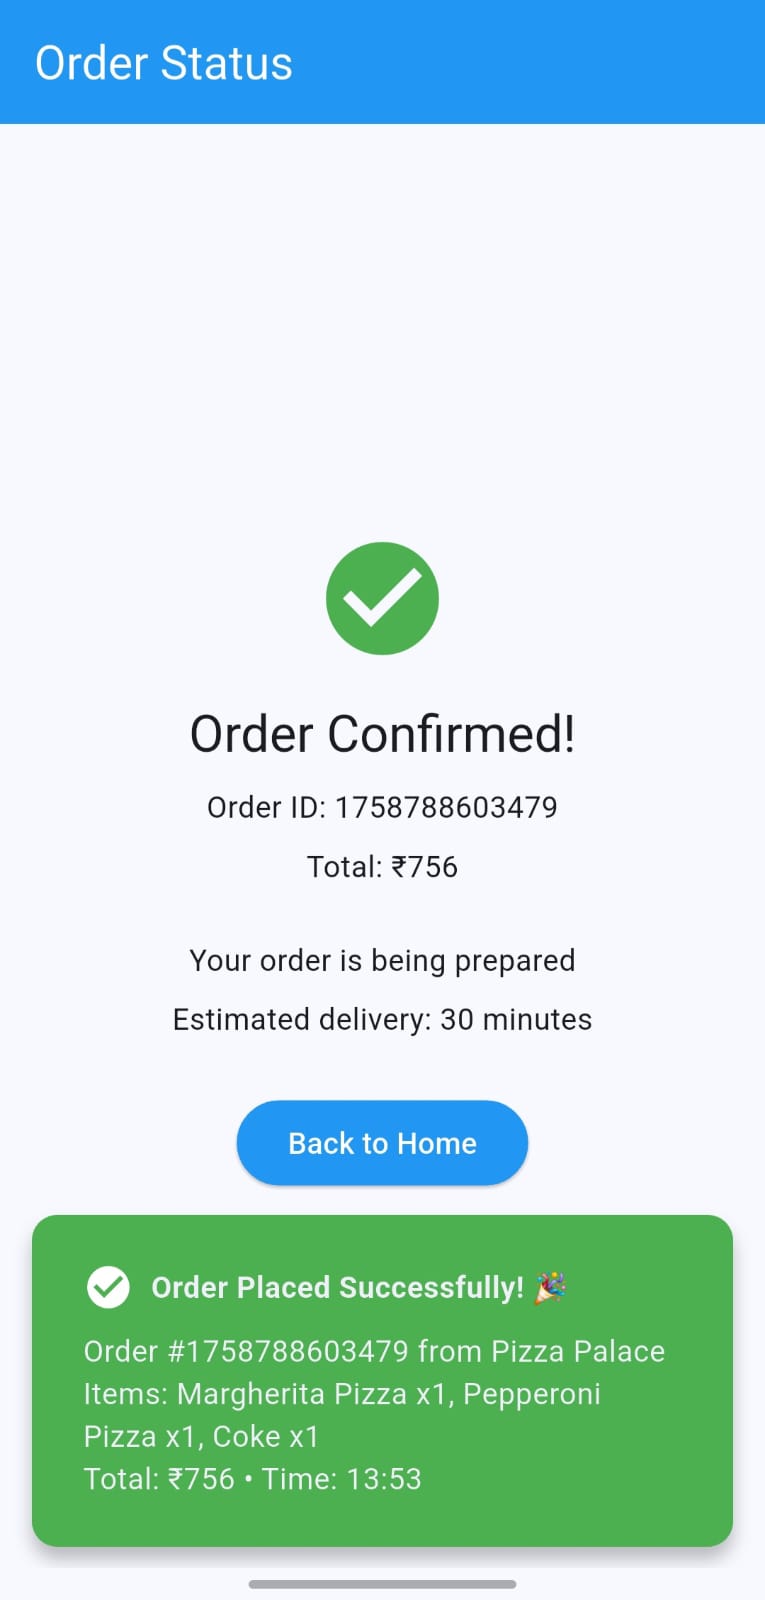 Order Status
Order Confirmed!
Order ID: 1758788603479
Total: ₹756
Your order is being prepared
Estimated delivery: 30 minutes
Back to Home
Order Placed Successfully! 🎉
Order #1758788603479 from Pizza Palace
Items: Margherita Pizza x1, Pepperoni
Pizza x1, Coke x1
Total: ₹756 • Time: 13:53